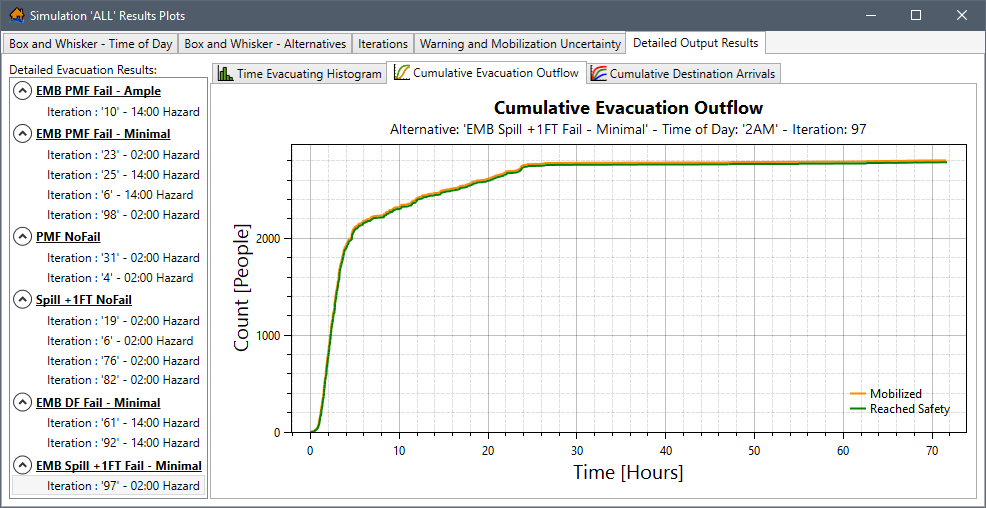 Simulation 'ALL' Results Plots
Box and Whisker - Time of Day
Box and Whisker - Alternatives
Iterations
Warning and Mobilization Uncertainty
Detailed Output Results
Detailed Evacuation Results:
EMB PMF Fail - Ample
Iteration : '10' - 14:00 Hazard
EMB PMF Fail - Minimal
Iteration : '23' - 02:00 Hazard
Iteration : '25' - 14:00 Hazard
Iteration : '6' - 14:00 Hazard
Iteration : '98' - 02:00 Hazard
PMF NoFail
Iteration : '31' - 02:00 Hazard
Iteration : '4' - 02:00 Hazard
Spill +1FT NoFail
Iteration : '19' - 02:00 Hazard
Iteration : '6' - 02:00 Hazard
Iteration : '76' - 02:00 Hazard
Iteration : '82' - 02:00 Hazard
EMB DF Fail - Minimal
Iteration : '61' - 14:00 Hazard
Iteration : '92' - 14:00 Hazard
EMB Spill +1FT Fail - Minimal
Iteration : '97' - 02:00 Hazard
Time Evacuating Histogram
Cumulative Evacuation Outflow
Cumulative Destination Arrivals
Cumulative Evacuation Outflow
Alternative: 'EMB Spill +1FT Fail - Minimal' - Time of Day: '2AM' - Iteration: 97
Count [People]
2000
1000
0
Mobilized
Reached Safety
0 10 20 30 40 50 60 70
Time [Hours]